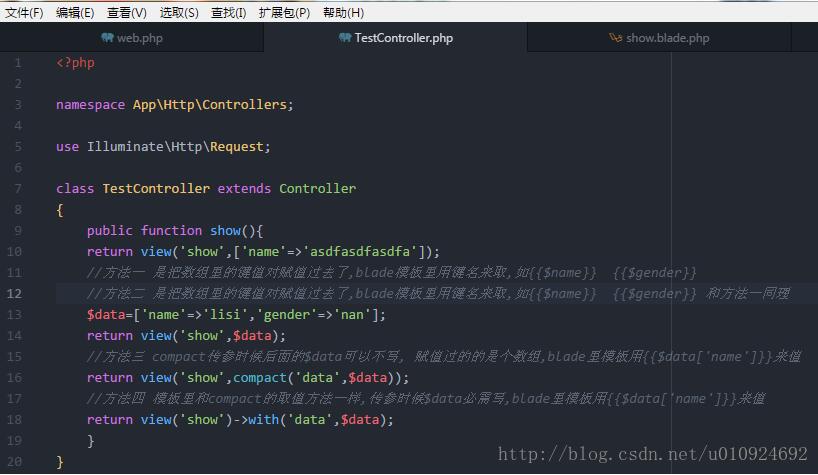 文件(F) 编辑(E) 查看(V) 选取(S) 查找(I) 扩展包(P) 帮助(H)
web.php TestController.php show.blade.php
1 <?php
2
3 namespace App\Http\Controllers;
4
5 use Illuminate\Http\Request;
6
7 class TestController extends Controller
8 {
9 public function show(){
10 return view('show',['name'=>'asdfasdfasdfa']);
11 //方法一 是把数组里的键值对赋值过去了,blade模板里用键名来取,如{{$name}} {{$gender}}
12 //方法二 是把数组里的键值对赋值过去了,blade模板里用键名来取,如{{$name}} {{$gender}} 和方法一同理
13 $data=['name'=>'lisi','gender'=>'nan'];
14 return view('show',$data);
15 //方法三 compact传参时候后面的$data可以不写, 赋值过的的是个数组,blade里模板用{{$data['name']}}来值
16 return view('show',compact('data',$data));
17 //方法四 模板里和compact的取值方法一样,传参时候$data必需写,blade里模板用{{$data['name']}}来值
18 return view('show')->with('data',$data);
19 }
20 }
http://blog.csdn.net/u010924692